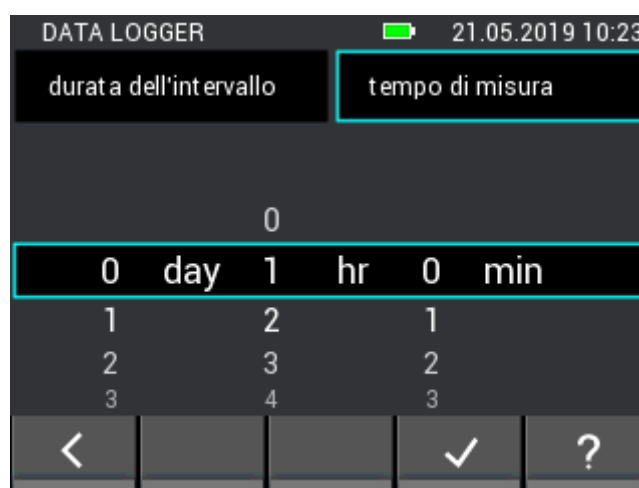 DATA LOGGER 21.05.2019 10:23
durata dell'intervallo tempo di misura
0
0 day 1 hr 0 min
1 2 1
2 3 2
3 4 3
?